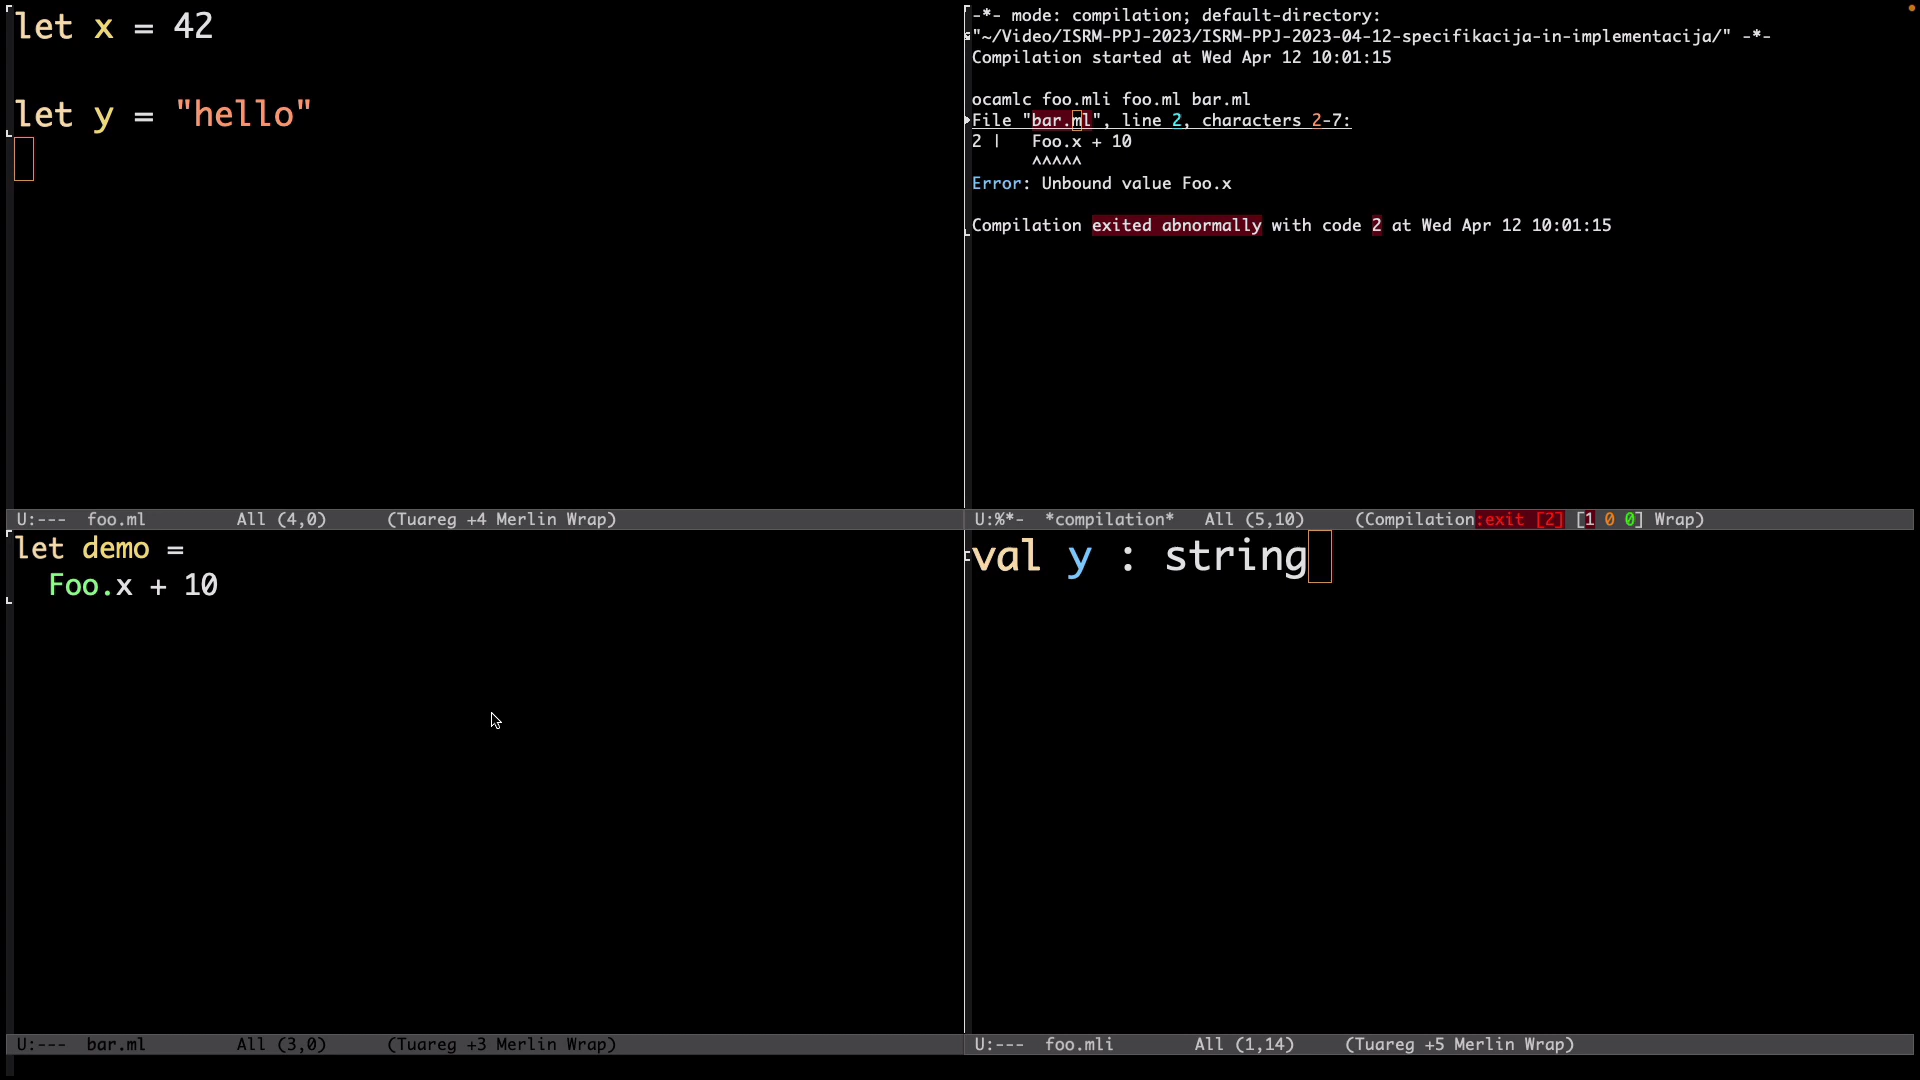 let x = 42
let y = "hello"
U:--- foo.ml All (4,0) (Tuareg +4 Merlin Wrap)
-*- mode: compilation; default-directory:
"~/Video/ISRM-PPJ-2023/ISRM-PPJ-2023-04-12-specifikacija-in-implementacija/" -*-
Compilation started at Wed Apr 12 10:01:15
ocamlc foo.mli foo.ml bar.ml
File "bar.ml", line 2, characters 2-7:
2 |   Foo.x + 10
      ^^^^^
Error: Unbound value Foo.x
Compilation exited abnormally with code 2 at Wed Apr 12 10:01:15
U:%*- *compilation* All (5,10) (Compilation:exit [2] [1 0 0] Wrap)
let demo =
  Foo.x + 10
U:--- bar.ml All (3,0) (Tuareg +3 Merlin Wrap)
val y : string
U:--- foo.mli All (1,14) (Tuareg +5 Merlin Wrap)